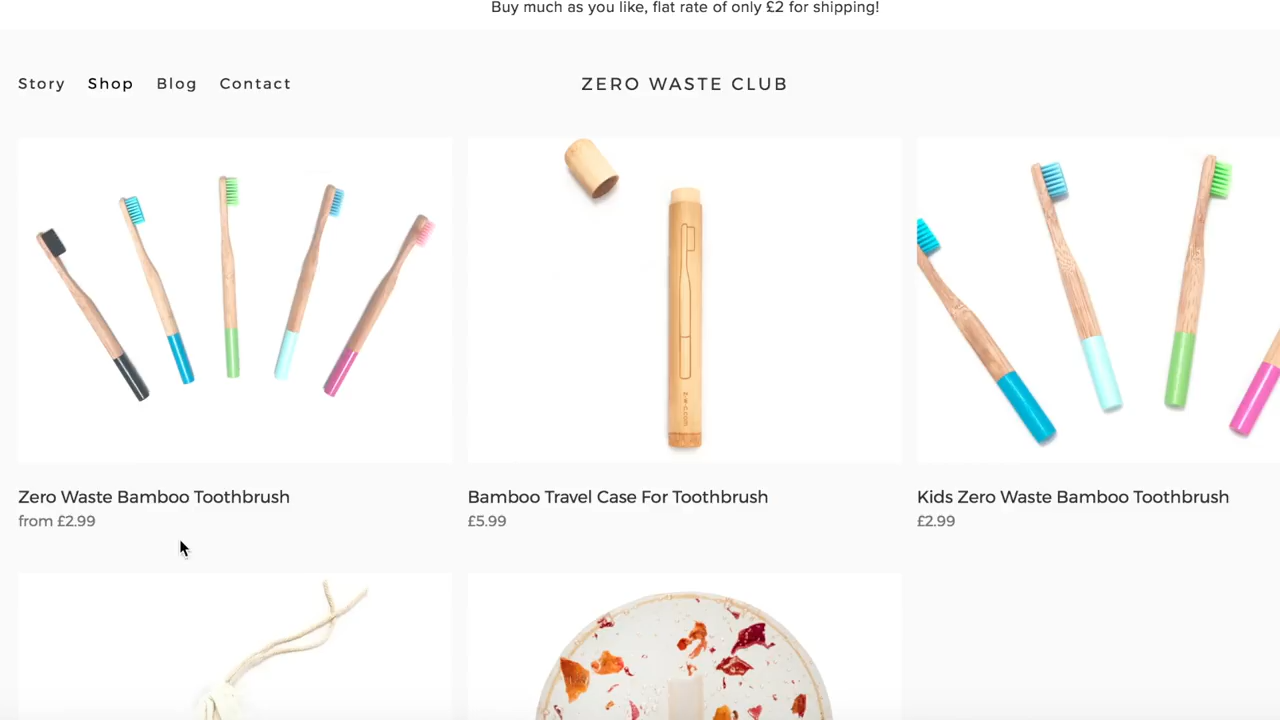 Buy much as you like, flat rate of only £2 for shipping!
Story Shop Blog Contact
ZERO WASTE CLUB
Zero Waste Bamboo Toothbrush
from £2.99
Bamboo Travel Case For Toothbrush
£5.99
Kids Zero Waste Bamboo Toothbrush
£2.99